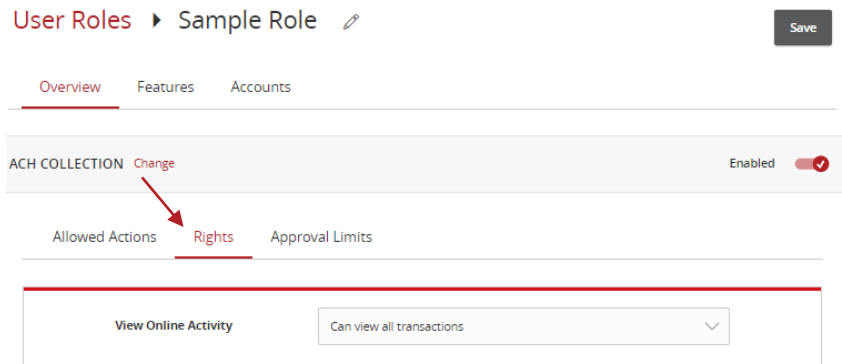 User Roles Sample Role
Save
Overview Features Accounts
ACH COLLECTION Change Enabled
Allowed Actions Rights Approval Limits
View Online Activity Can view all transactions